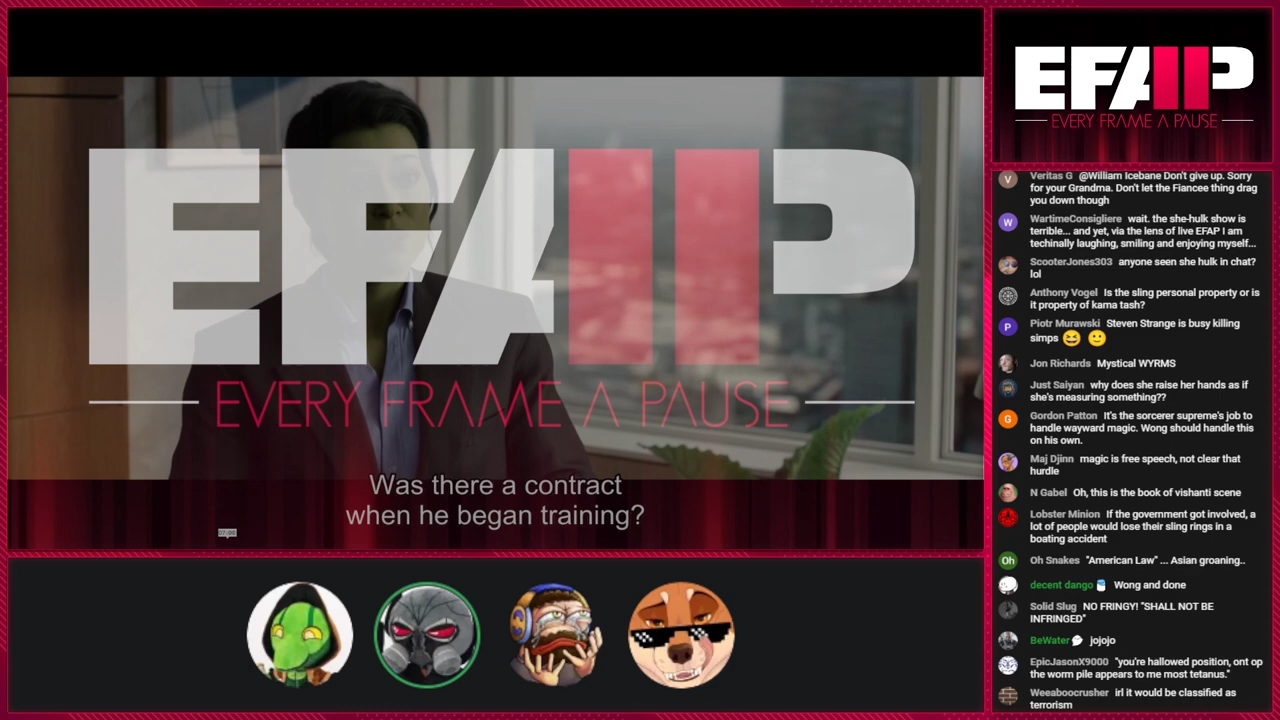 EFAP
EVERY FRAME A PAUSE
Was there a contract
when he began training?
EFAP
EVERY FRAME A PAUSE
V
Veritas G @William Icebane Don't give up. Sorry
for your Grandma. Don't let the Fiancee thing drag
you down though
W
WartimeConsigliere wait. the she-hulk show is
terrible... and yet, via the lens of live EFAP I am
techinally laughing, smiling and enjoying myself...
ScooterJones303 anyone seen she hulk in chat?
lol
Anthony Vogel Is the sling personal property or is
it property of kama tash?
P
Piotr Murawski Steven Strange is busy killing
simps 😆 🙂
Jon Richards Mystical WYRMS
Just Saiyan why does she raise her hands as if
she's measuring something??
G
Gordon Patton It's the sorcerer supreme's job to
handle wayward magic. Wong should handle this
on his own.
Maj Djinn magic is free speech, not clear that
hurdle
N Gabel Oh, this is the book of vishanti scene
Lobster Minion If the government got involved, a
lot of people would lose their sling rings in a
boating accident
Oh
Oh Snakes "American Law" ... Asian groaning..
decent dango Wong and done
Solid Slug NO FRINGY! "SHALL NOT BE
INFRINGED"
BeWater jojojo
EpicJasonX9000 "you're hallowed position, ont op
the worm pile appears to me most tetanus."
Weeaboocrusher irl it would be classified as
terrorism